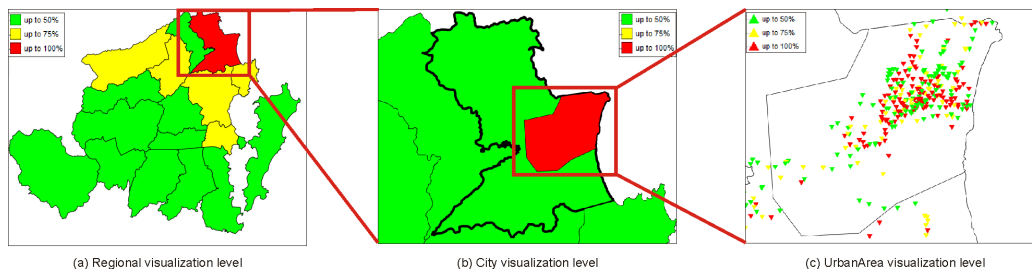 up to 50%
up to 75%
up to 100%
up to 50%
up to 75%
up to 100%
up to 50%
up to 75%
up to 100%
(a) Regional visualization level
(b) City visualization level
(c) UrbanArea visualization level